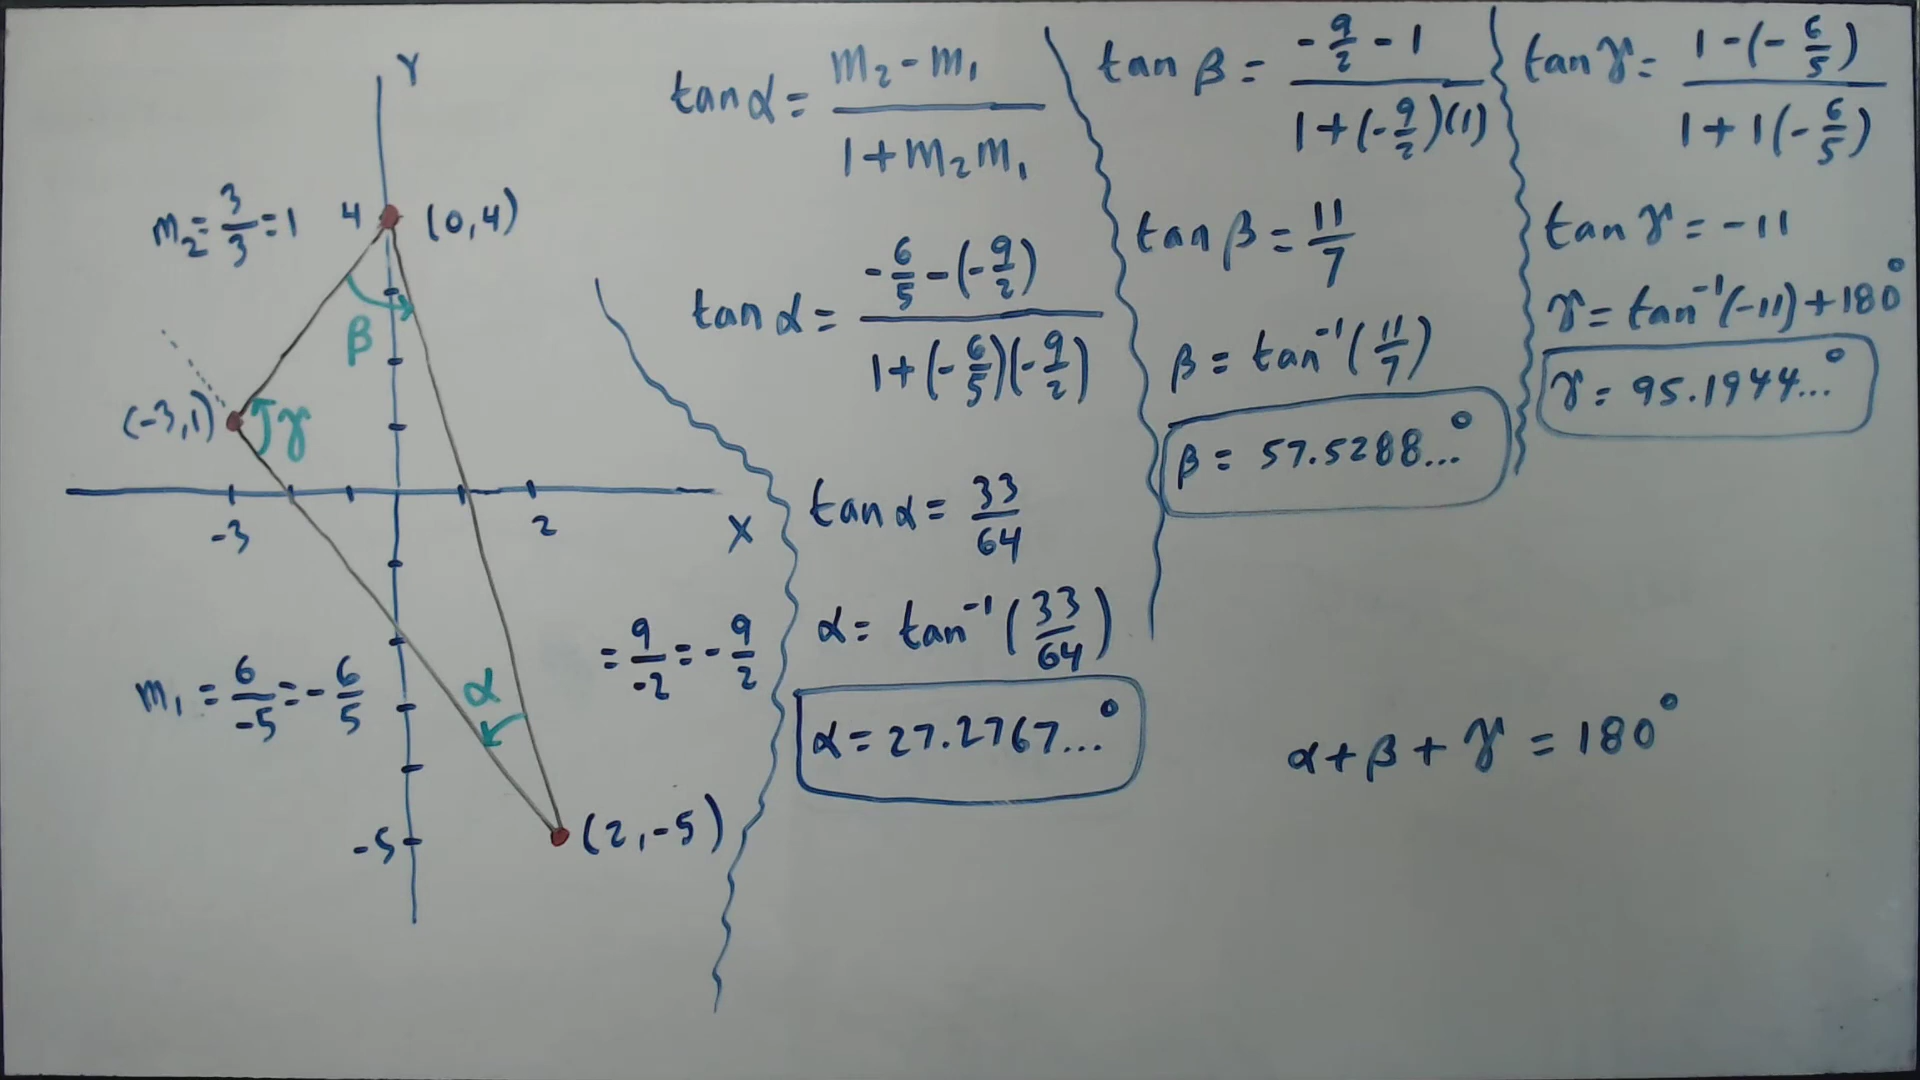 Y
m₂ = 3/3 = 1
4
(0,4)
β
(-3,1)
γ
-3
2
X
m₁ = 6/-5 = -6/5
= 9/-2 = -9/2
α
-5
(2,-5)
tan α = (m₂ - m₁)/(1 + m₂m₁)
tan α = (-6/5 - (-9/2))/(1 + (-6/5)(-9/2))
tan α = 33/64
α = tan⁻¹(33/64)
α = 27.2767...°
tan β = (-9/2 - 1)/(1 + (-9/2)(1))
tan β = 11/7
β = tan⁻¹(11/7)
β = 57.5288...°
tan γ = (1 - (-6/5))/(1 + 1(-6/5))
tan γ = -11
γ = tan⁻¹(-11) + 180°
γ = 95.1944...°
α + β + γ = 180°